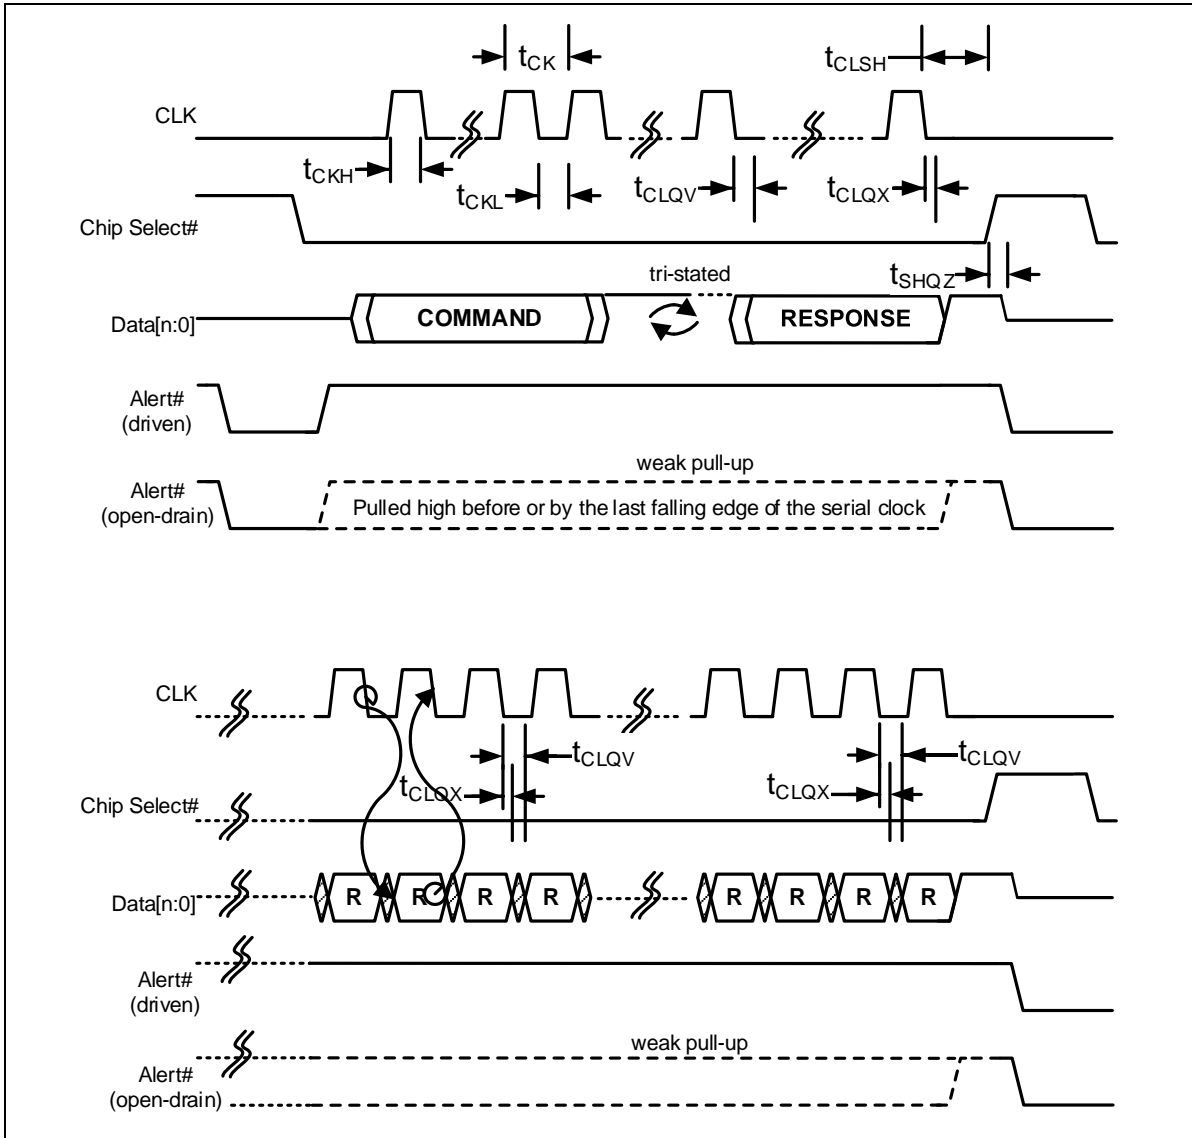 tCK
tCLSH
CLK
tCKH
tCKL
tCLQV
tCLQX
Chip Select#
tri-stated
tSHQZ
Data[n:0]
COMMAND
RESPONSE
Alert#
(driven)
weak pull-up
Alert#
(open-drain)
Pulled high before or by the last falling edge of the serial clock
CLK
tCLQV
tCLQV
tCLQX
tCLQX
Chip Select#
Data[n:0]
R R R R R R R R
Alert#
(driven)
weak pull-up
Alert#
(open-drain)